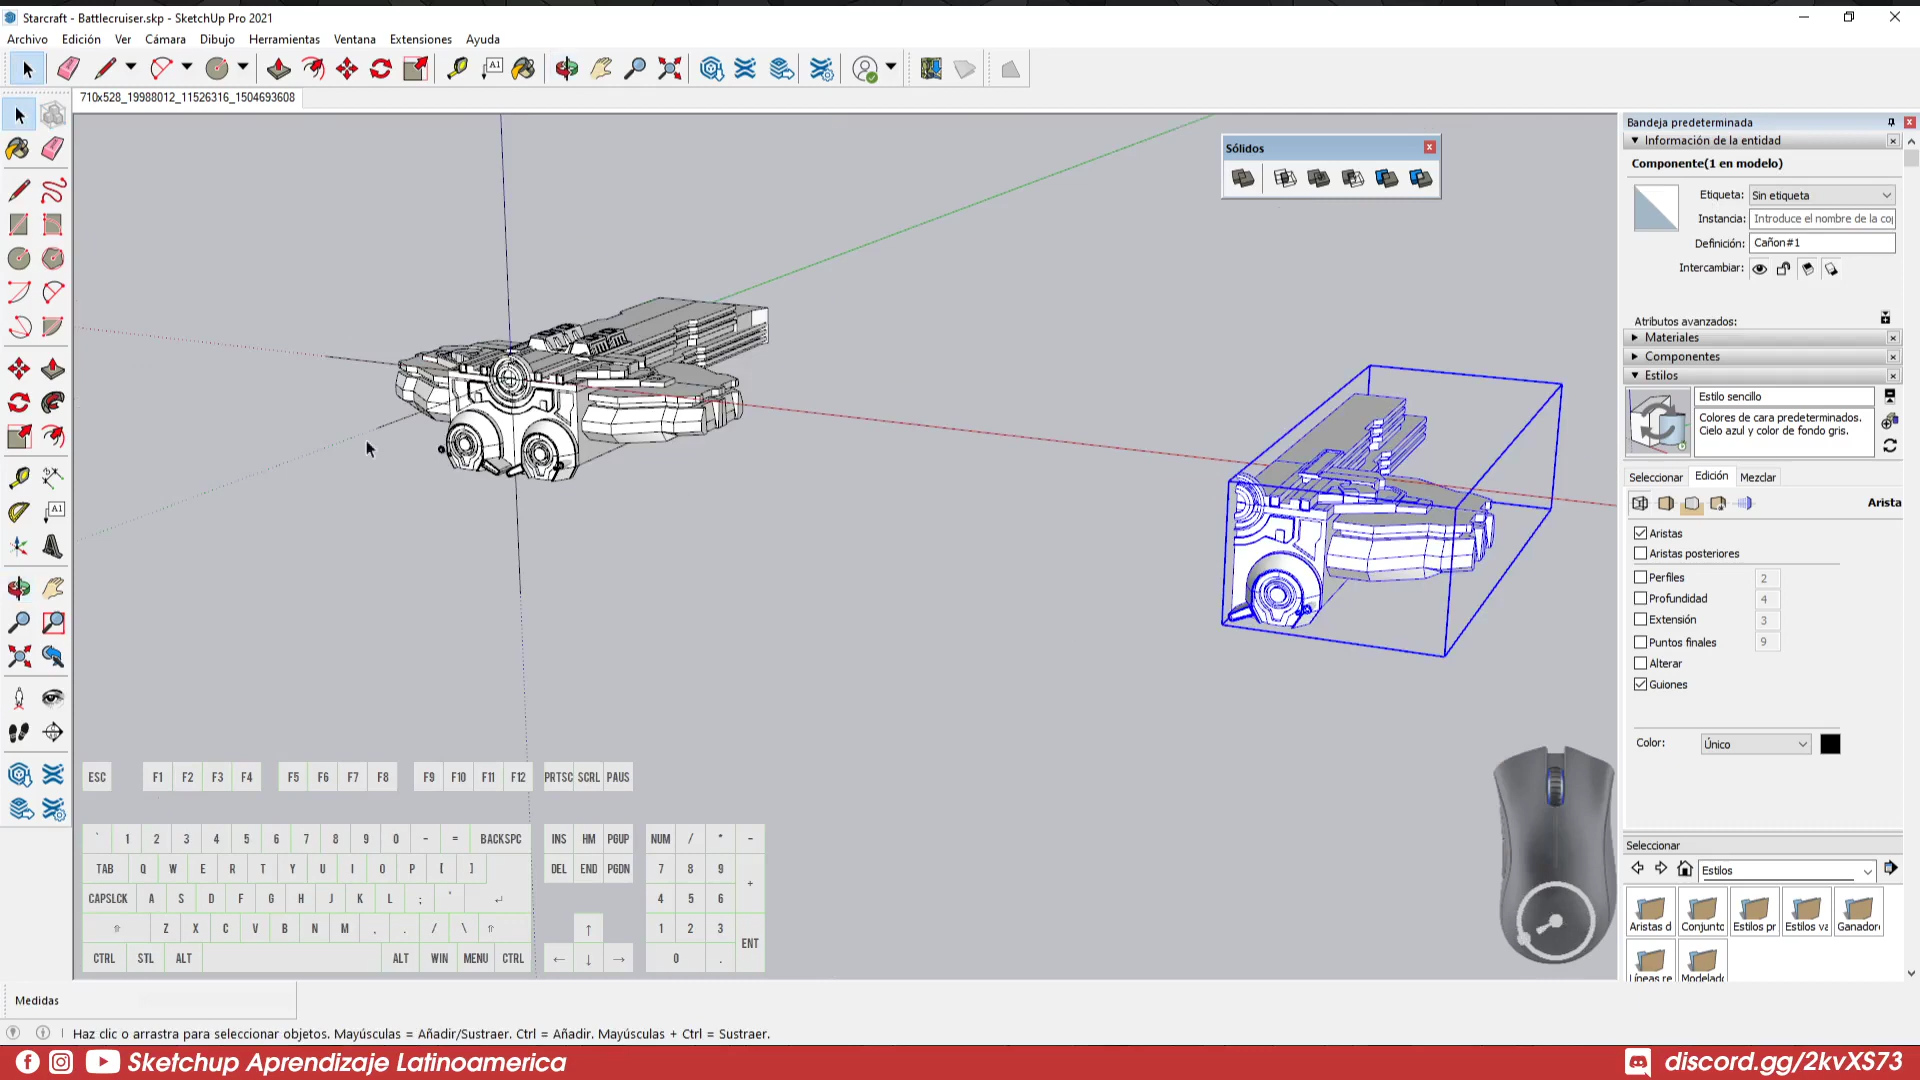 Starcraft - Battlecruiser.skp - SketchUp Pro 2021
Archivo Edición Ver Cámara Dibujo Herramientas Ventana Extensiones Ayuda
710x528_19988012_11526316_1504693608
Sólidos
Bandeja predeterminada
Información de la entidad
Componente(1 en modelo)
Etiqueta: Sin etiqueta
Instancia: Introduce el nombre de la co
Definición: Cañon#1
Intercambiar:
Atributos avanzados:
Materiales
Componentes
Estilos
Estilo sencillo
Colores de cara predeterminados.
Cielo azul y color de fondo gris.
Seleccionar Edición Mezclar
Arista
Aristas
Aristas posteriores
Perfiles 2
Profundidad 4
Extensión 3
Puntos finales 9
Alterar
Guiones
Color: Único
Seleccionar
Estilos
Aristas d Conjunto Estilos pr Estilos va Ganador
Líneas re Modelado
ESC F1 F2 F3 F4 F5 F6 F7 F8 F9 F10 F11 F12 PRTSC SCRL PAUS
` 1 2 3 4 5 6 7 8 9 0 - = BACKSPC INS HM PGUP NUM / * -
TAB Q W E R T Y U I O P [ ] DEL END PGDN 7 8 9 +
CAPSLCK A S D F G H J K L ; ' ↵ 4 5 6
⇧ Z X C V B N M , . / \ ⇧ ↑ 1 2 3 ENT
CTRL STL ALT ALT WIN MENU CTRL ← ↓ → 0 .
Medidas
Haz clic o arrastra para seleccionar objetos. Mayúsculas = Añadir/Sustraer. Ctrl = Añadir. Mayúsculas + Ctrl = Sustraer.
Sketchup Aprendizaje Latinoamerica
discord.gg/2kvXS73